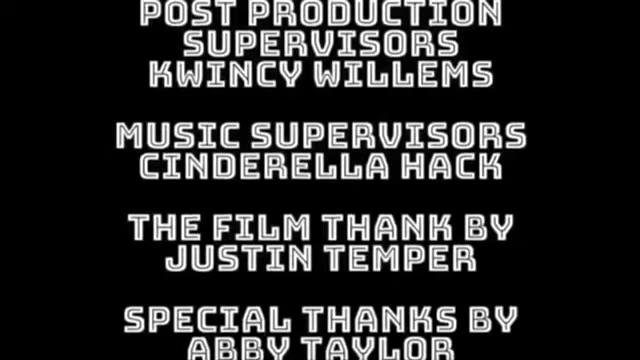 POST PRODUCTION
SUPERVISORS
KWINCY WILLEMS
MUSIC SUPERVISORS
CINDERELLA HACK
THE FILM THANK BY
JUSTIN TEMPER
SPECIAL THANKS BY
ABBY TAYLOR